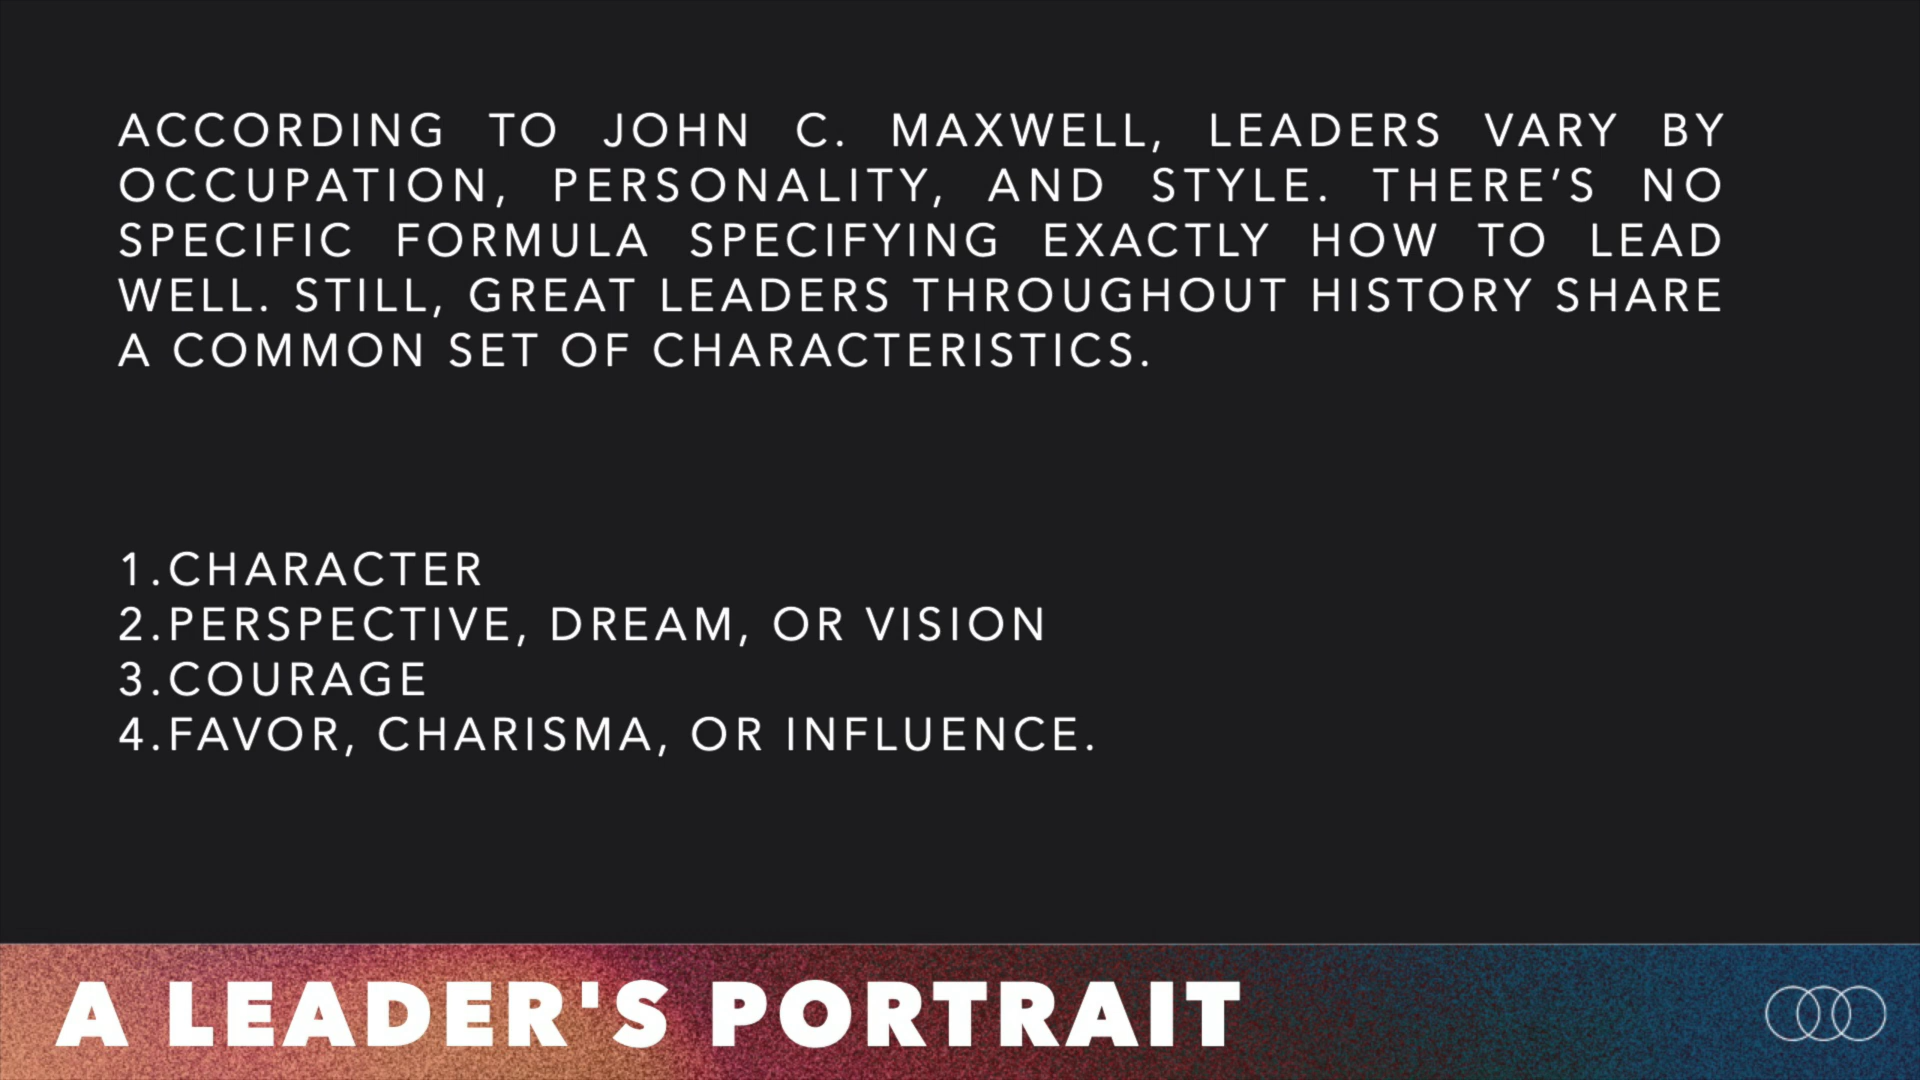 ACCORDING TO JOHN C. MAXWELL, LEADERS VARY BY
OCCUPATION, PERSONALITY, AND STYLE. THERE’S NO
SPECIFIC FORMULA SPECIFYING EXACTLY HOW TO LEAD
WELL. STILL, GREAT LEADERS THROUGHOUT HISTORY SHARE
A COMMON SET OF CHARACTERISTICS.
1.CHARACTER
2.PERSPECTIVE, DREAM, OR VISION
3.COURAGE
4.FAVOR, CHARISMA, OR INFLUENCE.
A LEADER'S PORTRAIT